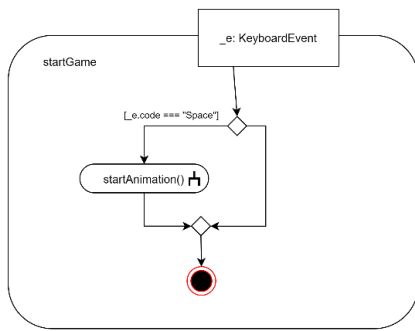 _e: KeyboardEvent
startGame
[_e.code === "Space"]
startAnimation()